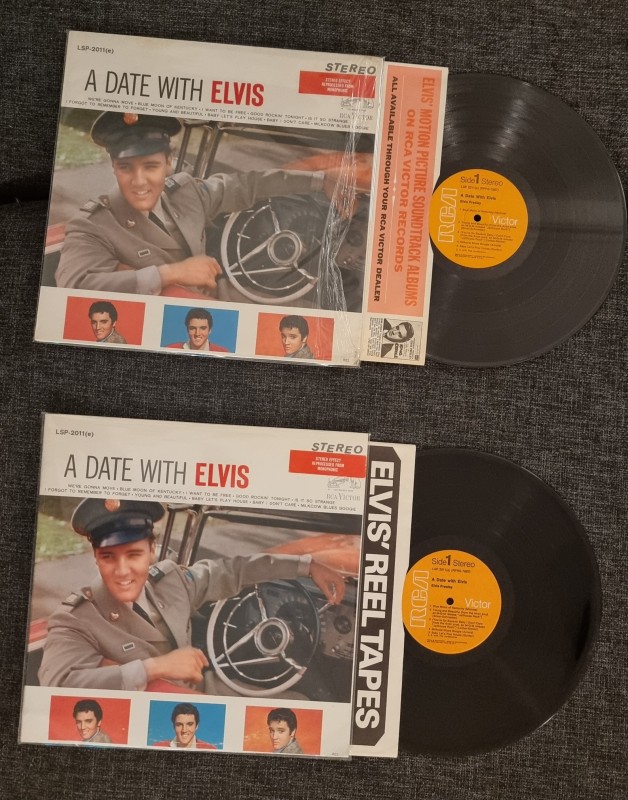 LSP-2011(e)
STEREO
A DATE WITH ELVIS
STEREO EFFECT
REPROCESSED FROM
MONOPHONIC
RCA VICTOR
WE'RE GONNA MOVE • BLUE MOON OF KENTUCKY • I WANT TO BE FREE • GOOD ROCKIN' TONIGHT • IS IT SO STRANGE
I FORGOT TO REMEMBER TO FORGET • YOUNG AND BEAUTIFUL • BABY LET'S PLAY HOUSE • BABY I DON'T CARE • MILKCOW BLUES BOOGIE
ELVIS' MOTION PICTURE SOUNDTRACK ALBUMS
ON RCA VICTOR RECORDS
ALL AVAILABLE THROUGH YOUR RCA VICTOR DEALER
Side 1 Stereo
A Date With Elvis
Elvis Presley
RCA
Victor
LSP-2011(e)
STEREO
A DATE WITH ELVIS
STEREO EFFECT
REPROCESSED FROM
MONOPHONIC
RCA VICTOR
WE'RE GONNA MOVE • BLUE MOON OF KENTUCKY • I WANT TO BE FREE • GOOD ROCKIN' TONIGHT • IS IT SO STRANGE
I FORGOT TO REMEMBER TO FORGET • YOUNG AND BEAUTIFUL • BABY LET'S PLAY HOUSE • BABY I DON'T CARE • MILKCOW BLUES BOOGIE
ELVIS' REEL TAPES
Side 1 Stereo
A Date with Elvis
Elvis Presley
RCA
Victor